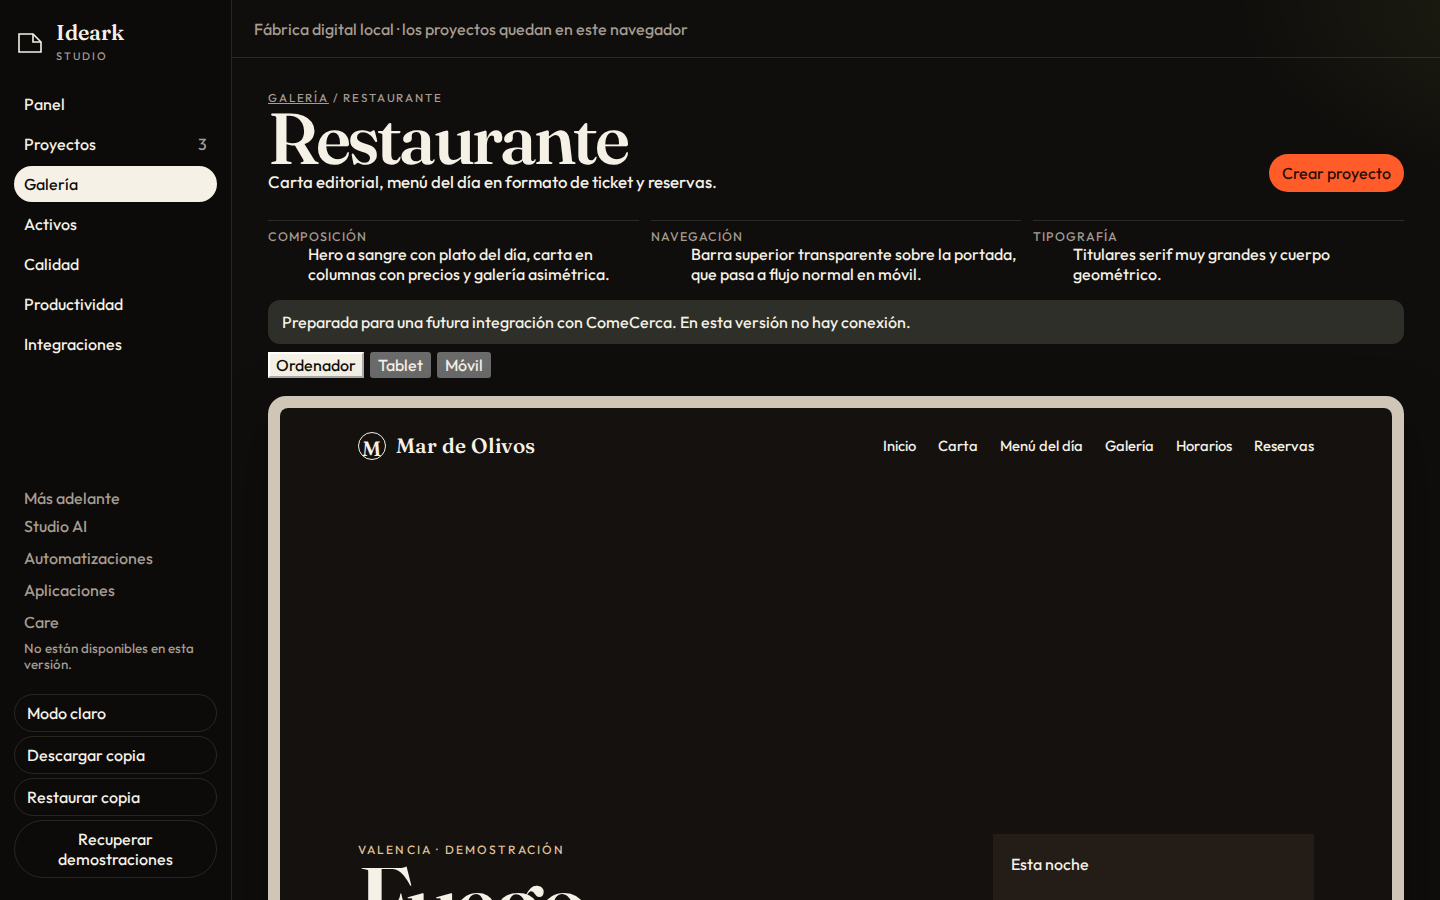 Ideark
STUDIO
Panel
Proyectos 3
Galería
Activos
Calidad
Productividad
Integraciones
Más adelante
Studio AI
Automatizaciones
Aplicaciones
Care
No están disponibles en esta
versión.
Modo claro
Descargar copia
Restaurar copia
Recuperar
demostraciones
Fábrica digital local · los proyectos quedan en este navegador
GALERÍA / RESTAURANTE
Restaurante
Carta editorial, menú del día en formato de ticket y reservas.
Crear proyecto
COMPOSICIÓN
Hero a sangre con plato del día, carta en
columnas con precios y galería asimétrica.
NAVEGACIÓN
Barra superior transparente sobre la portada,
que pasa a flujo normal en móvil.
TIPOGRAFÍA
Titulares serif muy grandes y cuerpo
geométrico.
Preparada para una futura integración con ComeCerca. En esta versión no hay conexión.
Ordenador Tablet Móvil
M Mar de Olivos
Inicio Carta Menú del día Galería Horarios Reservas
VALENCIA · DEMOSTRACIÓN
Fuego
Esta noche